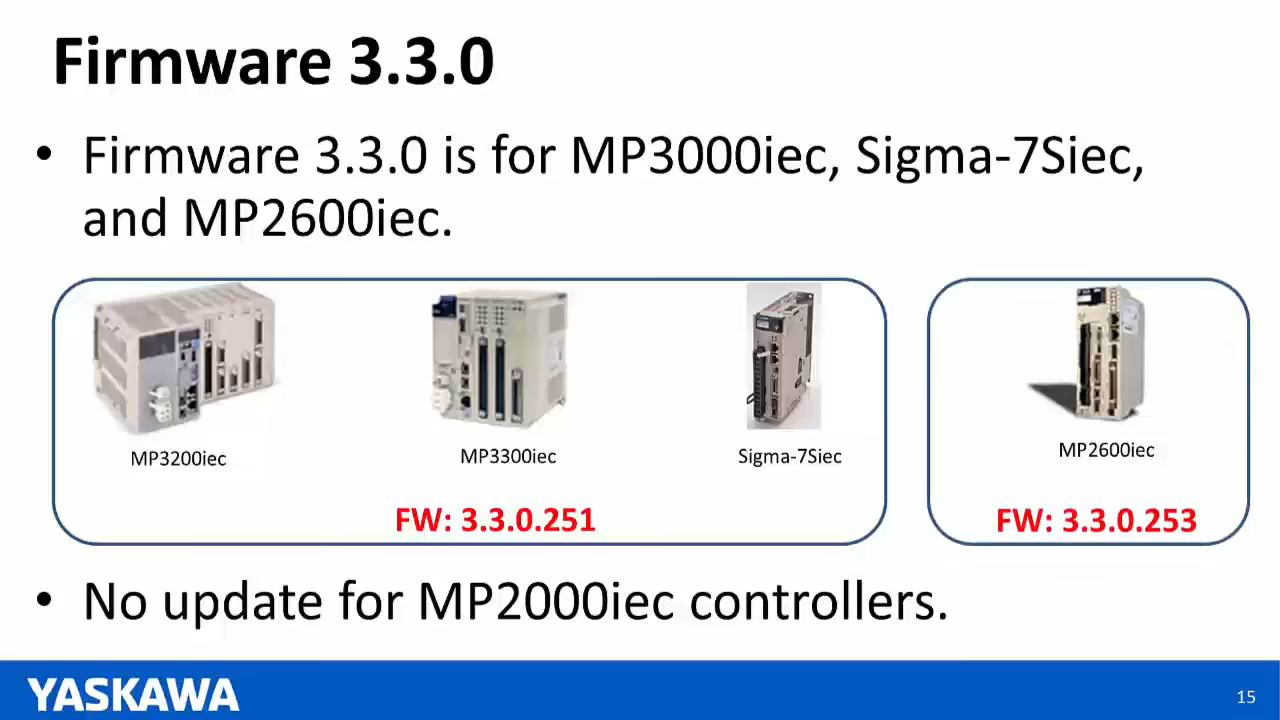 Firmware 3.3.0
• Firmware 3.3.0 is for MP3000iec, Sigma-7Siec,
and MP2600iec.
MP3200iec
MP3300iec
Sigma-7Siec
MP2600iec
FW: 3.3.0.251
FW: 3.3.0.253
• No update for MP2000iec controllers.
YASKAWA
15